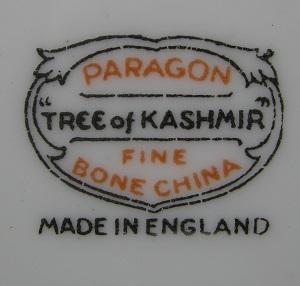 PARAGON
"TREE of KASHMIR"
FINE
BONE CHINA
MADE IN ENGLAND